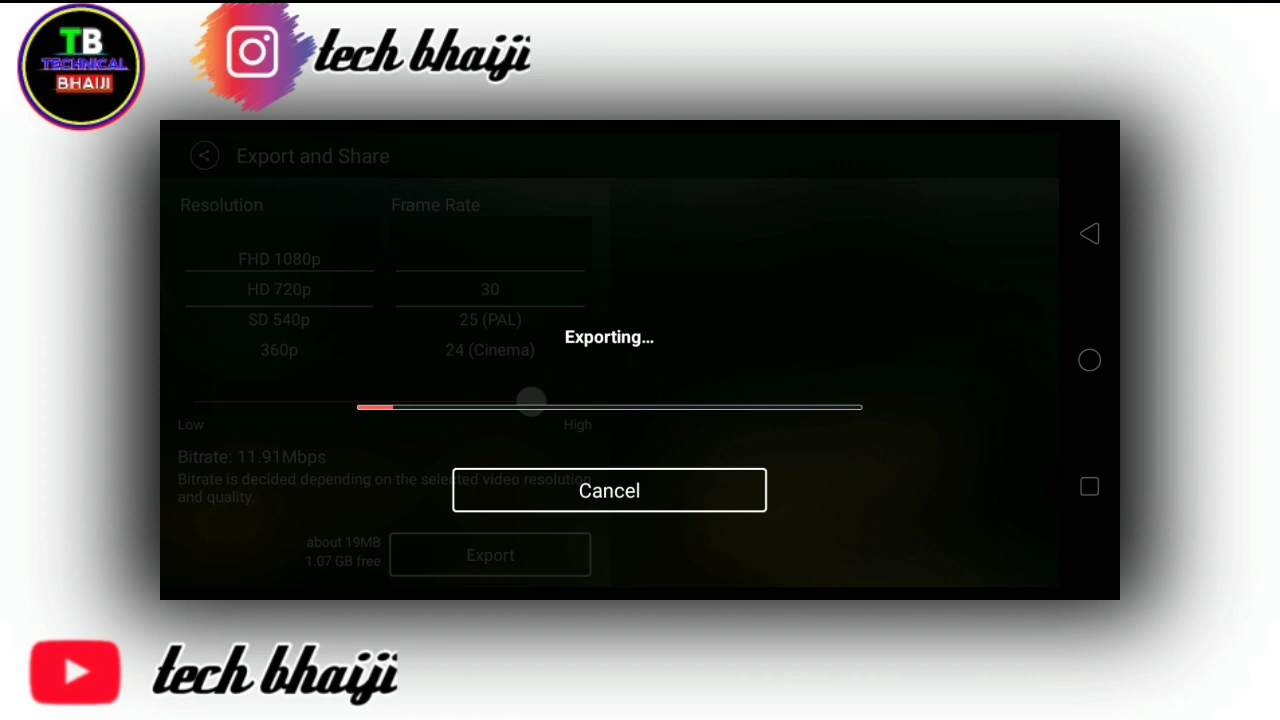 TB
TECHNICAL
BHAIJI
tech bhaiji
Export and Share
Resolution
Frame Rate
FHD 1080p
HD 720p
30
SD 540p
25 (PAL)
360p
24 (Cinema)
Exporting...
Low
High
Bitrate: 11.91Mbps
Bitrate is decided depending on the selected video resolution
and quality.
Cancel
about 19MB
1.07 GB free
Export
tech bhaiji